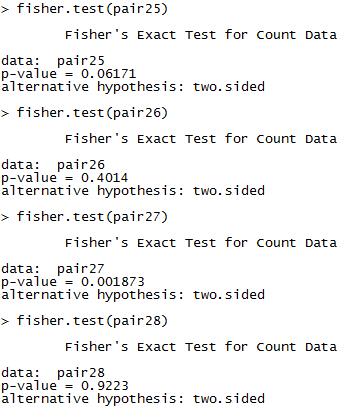 > fisher.test(pair25)
Fisher's Exact Test for Count Data
data: pair25
p-value = 0.06171
alternative hypothesis: two.sided
> fisher.test(pair26)
Fisher's Exact Test for Count Data
data: pair26
p-value = 0.4014
alternative hypothesis: two.sided
> fisher.test(pair27)
Fisher's Exact Test for Count Data
data: pair27
p-value = 0.001873
alternative hypothesis: two.sided
> fisher.test(pair28)
Fisher's Exact Test for Count Data
data: pair28
p-value = 0.9223
alternative hypothesis: two.sided